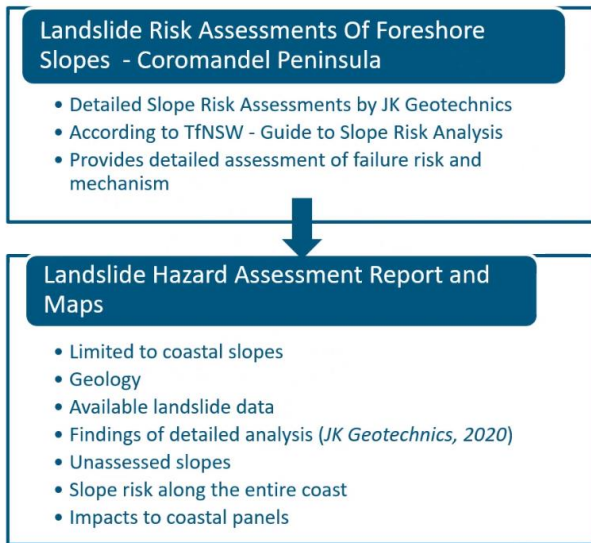 Landslide Risk Assessments Of Foreshore
Slopes - Coromandel Peninsula
• Detailed Slope Risk Assessments by JK Geotechnics
• According to TfNSW - Guide to Slope Risk Analysis
• Provides detailed assessment of failure risk and
mechanism
Landslide Hazard Assessment Report and
Maps
• Limited to coastal slopes
• Geology
• Available landslide data
• Findings of detailed analysis (JK Geotechnics, 2020)
• Unassessed slopes
• Slope risk along the entire coast
• Impacts to coastal panels